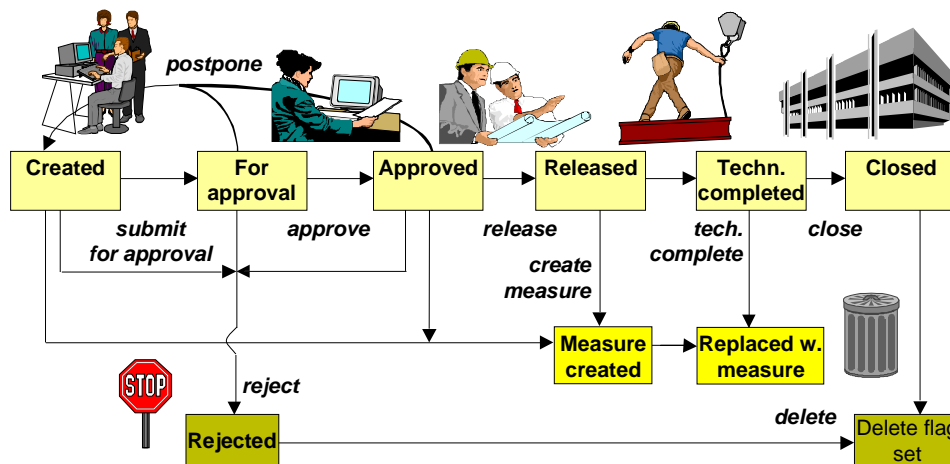 postpone
Created
For
approval
Approved
Released
Techn.
completed
Closed
submit
for approval
approve
release
tech.
complete
close
create
measure
Measure
created
Replaced w.
measure
STOP
reject
Rejected
delete
Delete flag
set